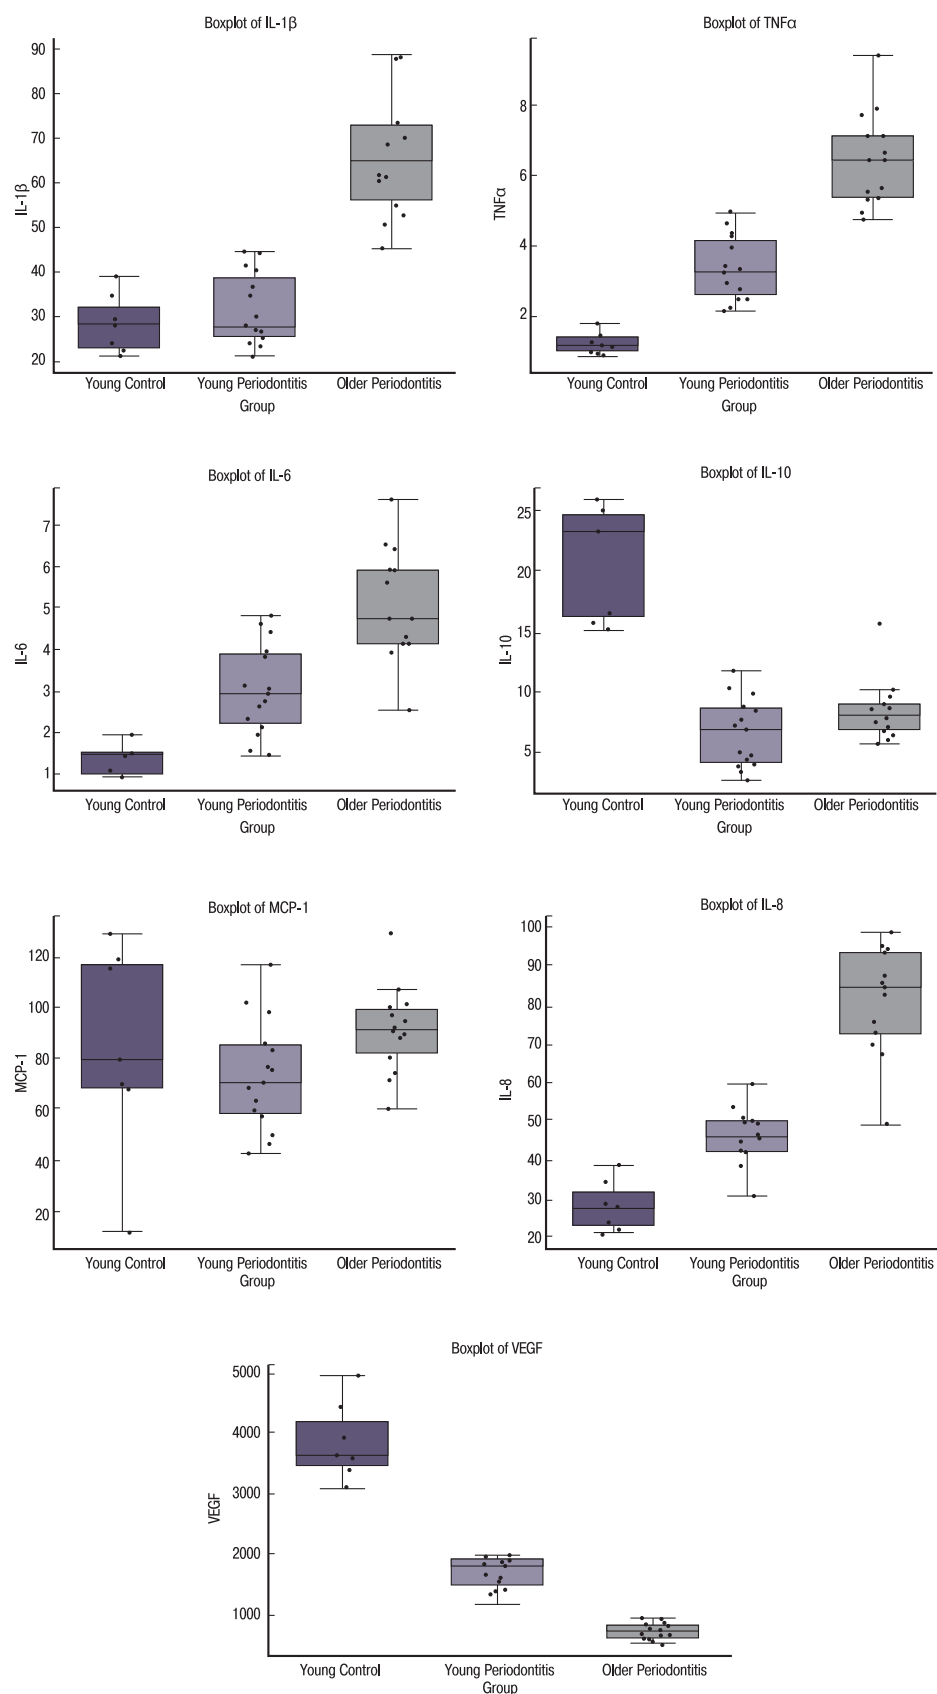 Boxplot of IL-1β
IL-1β
90
80
70
60
50
40
30
20
Young Control Young Periodontitis Older Periodontitis
Group
Boxplot of TNFα
TNFα
8
6
4
2
Young Control Young Periodontitis Older Periodontitis
Group
Boxplot of IL-6
IL-6
7
6
5
4
3
2
1
Young Control Young Periodontitis Older Periodontitis
Group
Boxplot of IL-10
IL-10
25
20
15
10
5
Young Control Young Periodontitis Older Periodontitis
Group
Boxplot of MCP-1
MCP-1
120
100
80
60
40
20
Young Control Young Periodontitis Older Periodontitis
Group
Boxplot of IL-8
IL-8
100
90
80
70
60
50
40
30
20
Young Control Young Periodontitis Older Periodontitis
Group
Boxplot of VEGF
VEGF
5000
4000
3000
2000
1000
Young Control Young Periodontitis Older Periodontitis
Group